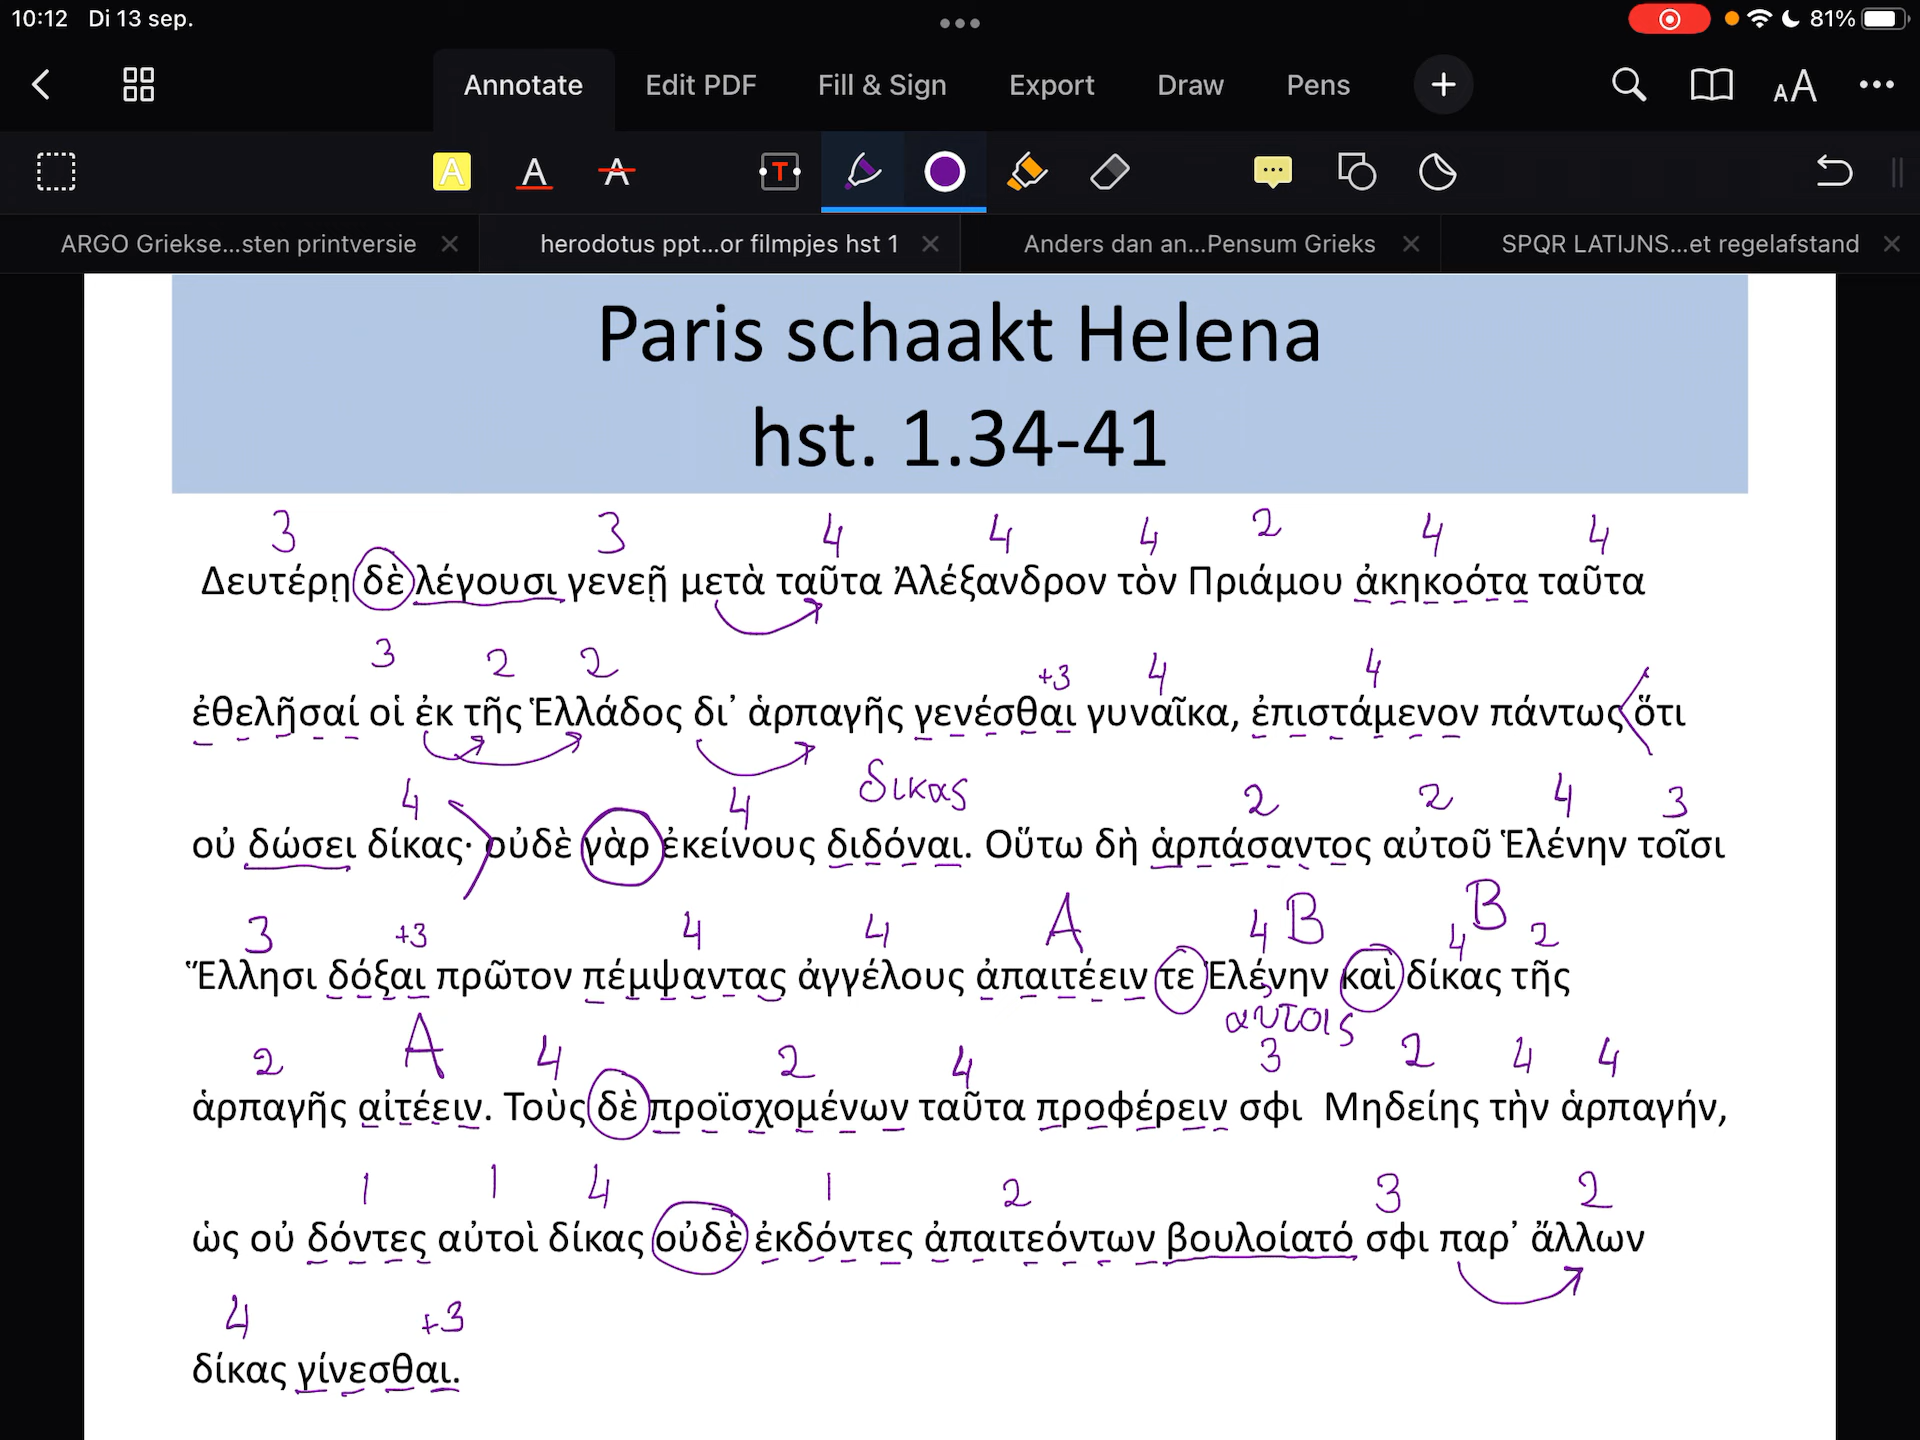 10:12 Di 13 sep. 81%
Annotate Edit PDF Fill & Sign Export Draw Pens
ARGO Griekse...sten printversie herodotus ppt...or filmpjes hst 1 Anders dan an...Pensum Grieks SPQR LATIJNS...et regelafstand
Paris schaakt Helena
hst. 1.34-41
3 3 4 4 4 2 4 4
Δευτέρῃ δὲ λέγουσι γενεῇ μετὰ ταῦτα Ἀλέξανδρον τὸν Πριάμου ἀκηκοότα ταῦτα
3 2 2 +3 4 4
ἐθελῆσαί οἱ ἐκ τῆς Ἑλλάδος δι᾽ ἁρπαγῆς γενέσθαι γυναῖκα, ἐπιστάμενον πάντως ὅτι
4 4 δικας 2 2 4 3
οὐ δώσει δίκας· οὐδὲ γὰρ ἐκείνους διδόναι. Οὕτω δὴ ἁρπάσαντος αὐτοῦ Ἑλένην τοῖσι
3 +3 4 4 A 4 B 4 B 2
Ἕλλησι δόξαι πρῶτον πέμψαντας ἀγγέλους ἀπαιτέειν τε Ἑλένην καὶ δίκας τῆς
αὐτοις
2 A 4 2 4 3 2 4 4
ἁρπαγῆς αἰτέειν. Τοὺς δὲ προϊσχομένων ταῦτα προφέρειν σφι Μηδείης τὴν ἁρπαγήν,
1 1 4 1 2 3 2
ὡς οὐ δόντες αὐτοὶ δίκας οὐδὲ ἐκδόντες ἀπαιτεόντων βουλοίατό σφι παρ᾽ ἄλλων
4 +3
δίκας γίνεσθαι.